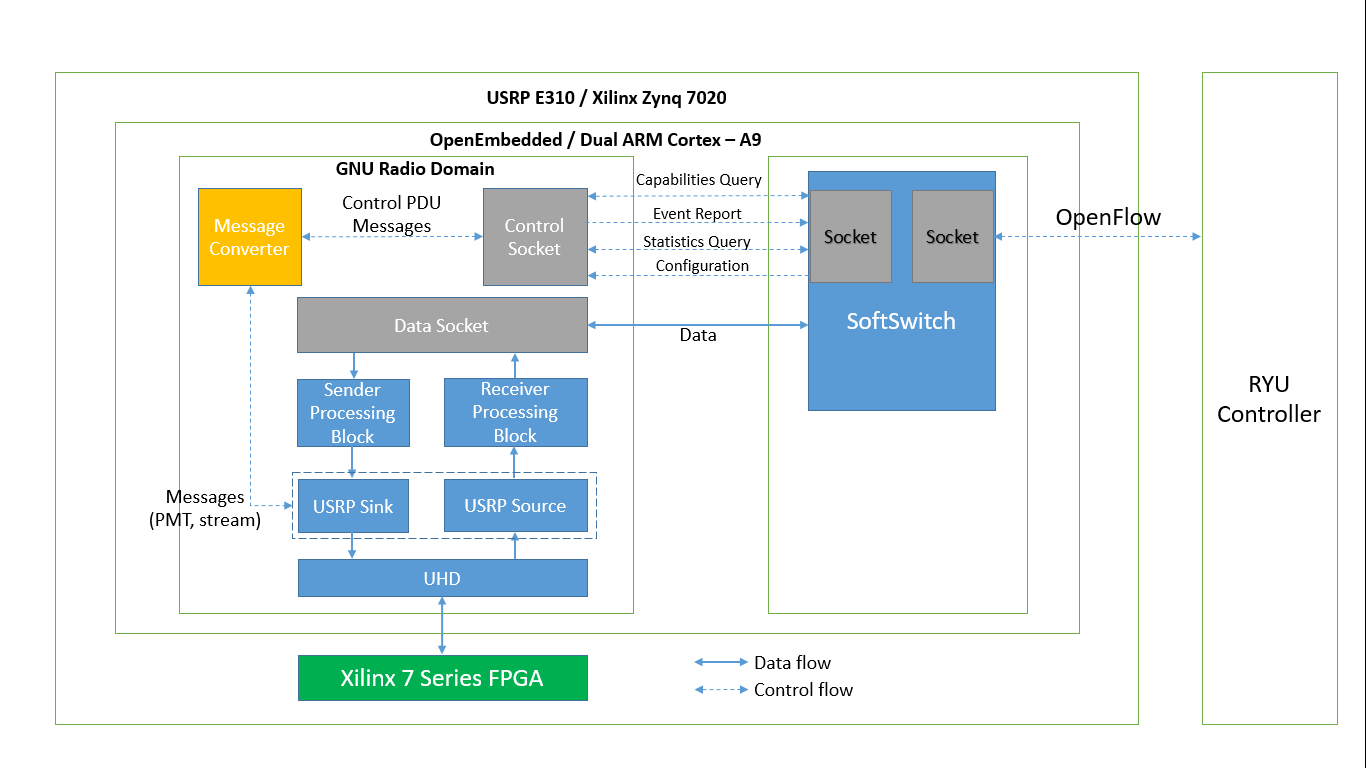 USRP E310 / Xilinx Zynq 7020
OpenEmbedded / Dual ARM Cortex – A9
GNU Radio Domain
Message
Converter
Control PDU
Messages
Control
Socket
Capabilities Query
Event Report
Statistics Query
Configuration
Socket
Socket
SoftSwitch
OpenFlow
RYU
Controller
Data Socket
Data
Sender
Processing
Block
Receiver
Processing
Block
Messages
(PMT, stream)
USRP Sink
USRP Source
UHD
Xilinx 7 Series FPGA
Data flow
Control flow